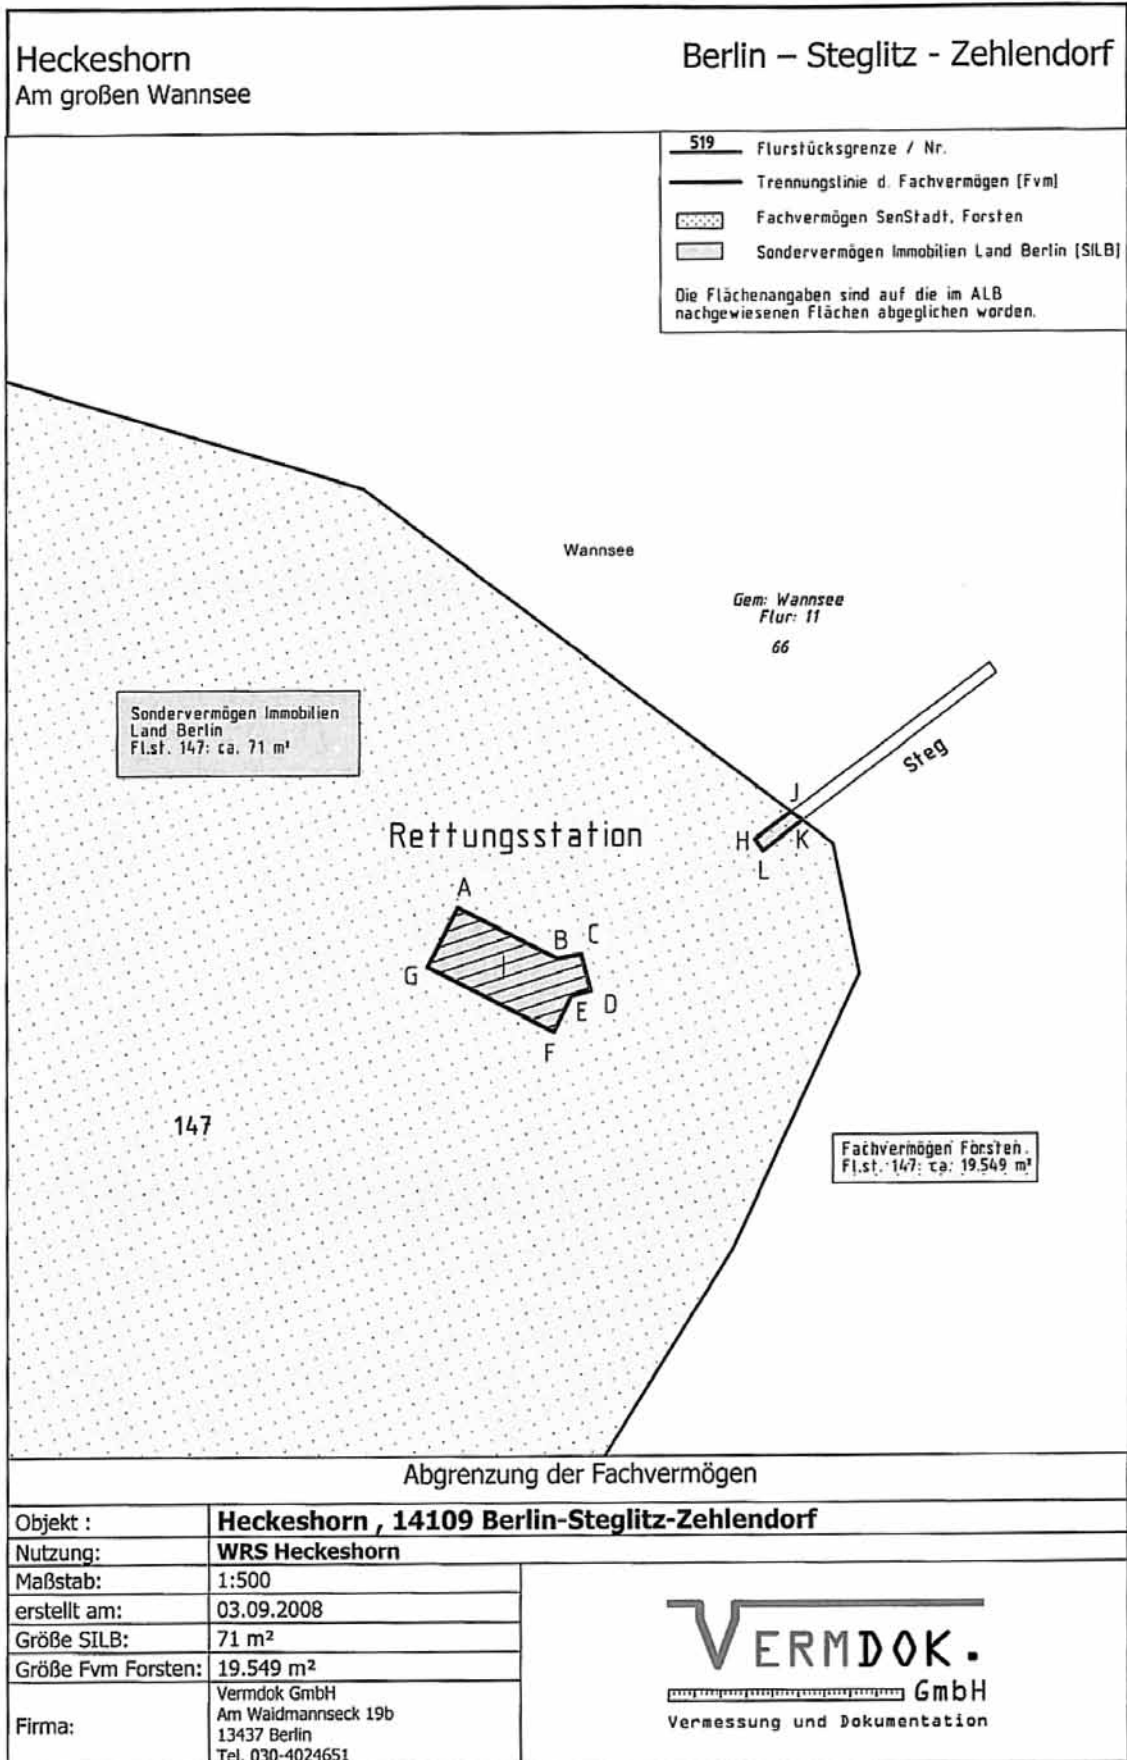 Heckeshorn
Am großen Wannsee
Berlin – Steglitz - Zehlendorf
519 Flurstücksgrenze / Nr.
Trennungslinie d. Fachvermögen [Fvm]
Fachvermögen SenStadt, Forsten
Sondervermögen Immobilien Land Berlin [SILB]
Die Flächenangaben sind auf die im ALB
nachgewiesenen Flächen abgeglichen worden.
Wannsee
Gem: Wannsee
Flur: 11
66
Sondervermögen Immobilien
Land Berlin
Fl.st. 147: ca. 71 m²
Steg
J
H
K
L
Rettungsstation
A
B
C
G
I
D
E
F
147
Fachvermögen Forsten.
Fl.st. 147: ca. 19.549 m²
Abgrenzung der Fachvermögen
Objekt : Heckeshorn , 14109 Berlin-Steglitz-Zehlendorf
Nutzung: WRS Heckeshorn
Maßstab: 1:500
erstellt am: 03.09.2008
Größe SILB: 71 m²
Größe Fvm Forsten: 19.549 m²
Firma:
Vermdok GmbH
Am Waidmannseck 19b
13437 Berlin
Tel. 030-4024651
VERMDOK.
GmbH
Vermessung und Dokumentation